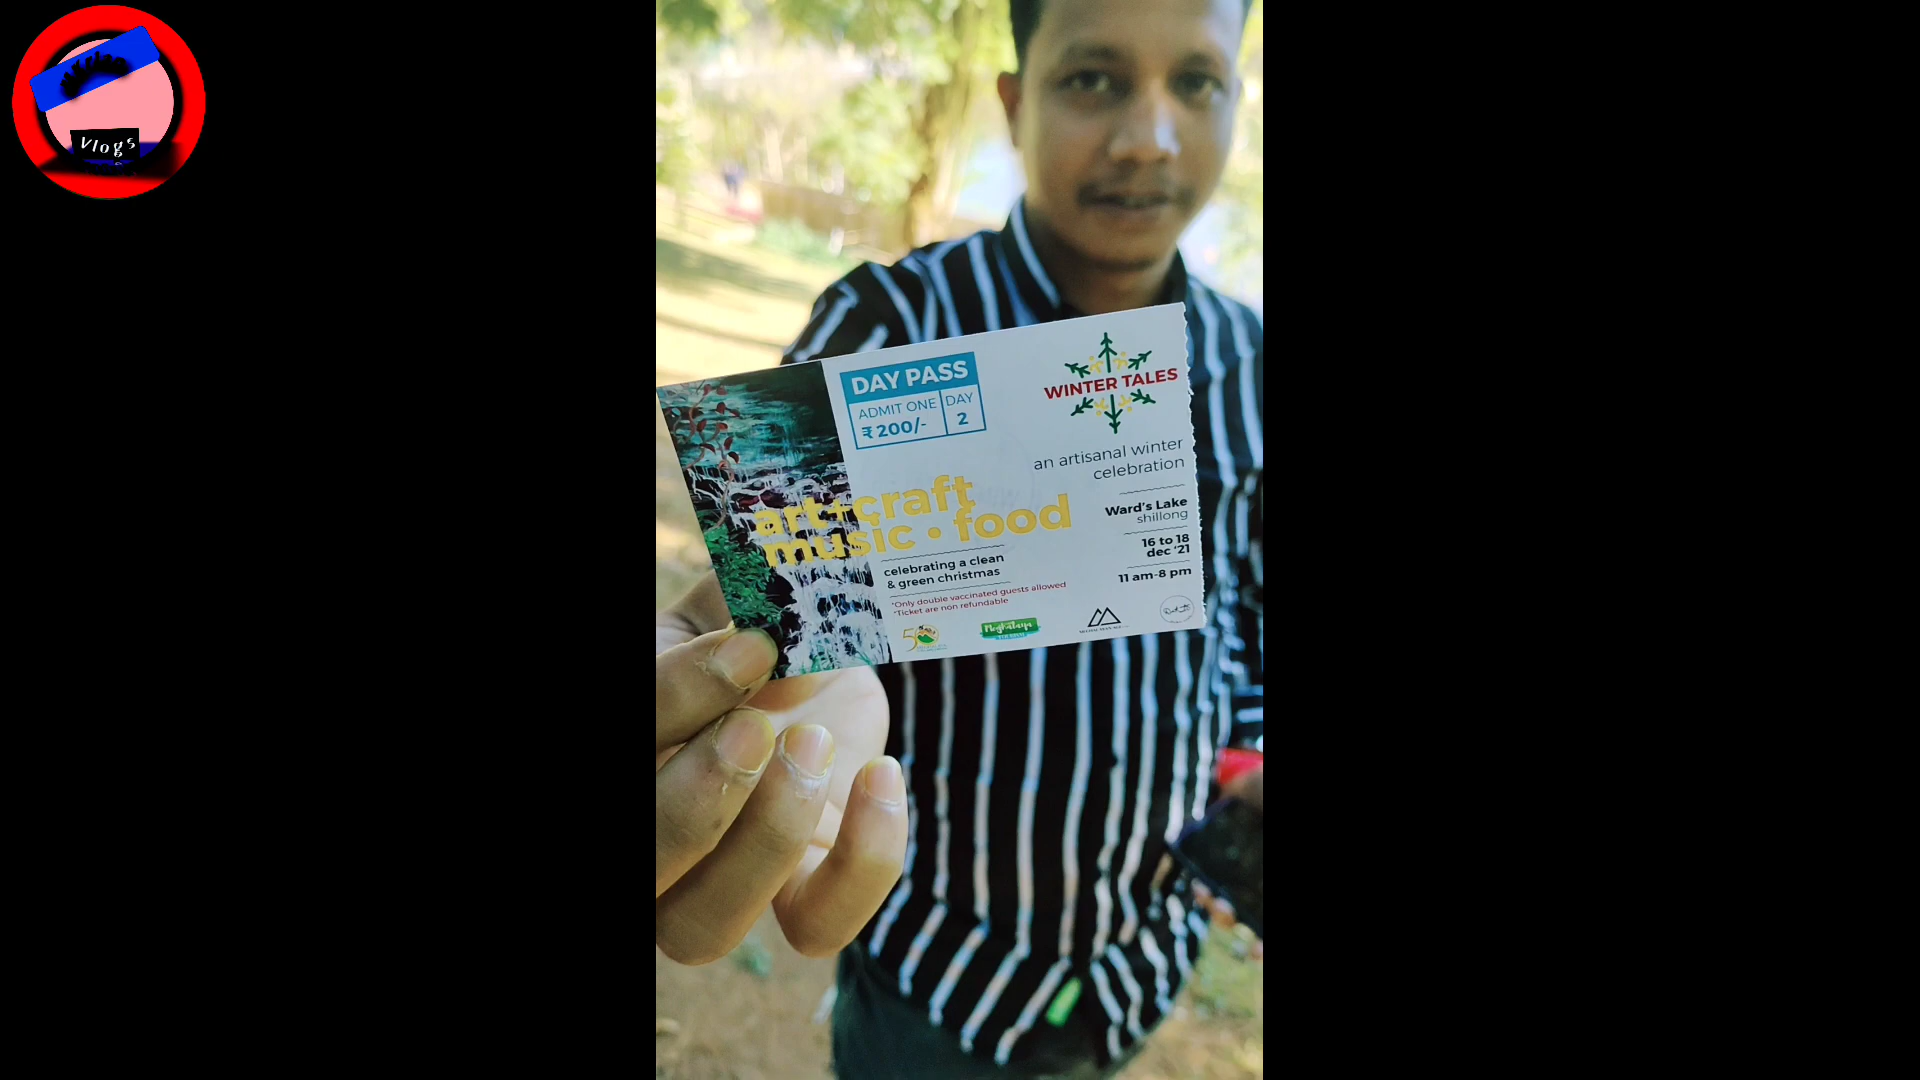 Vlogs
DAY PASS
ADMIT ONE
₹200/-
DAY
2
WINTER TALES
an artisanal winter
celebration
art+craft
music • food
Ward's Lake
shillong
16 to 18
dec '21
11 am-8 pm
celebrating a clean
& green christmas
*Only double vaccinated guests allowed
*Ticket are non refundable
50
Meghalaya